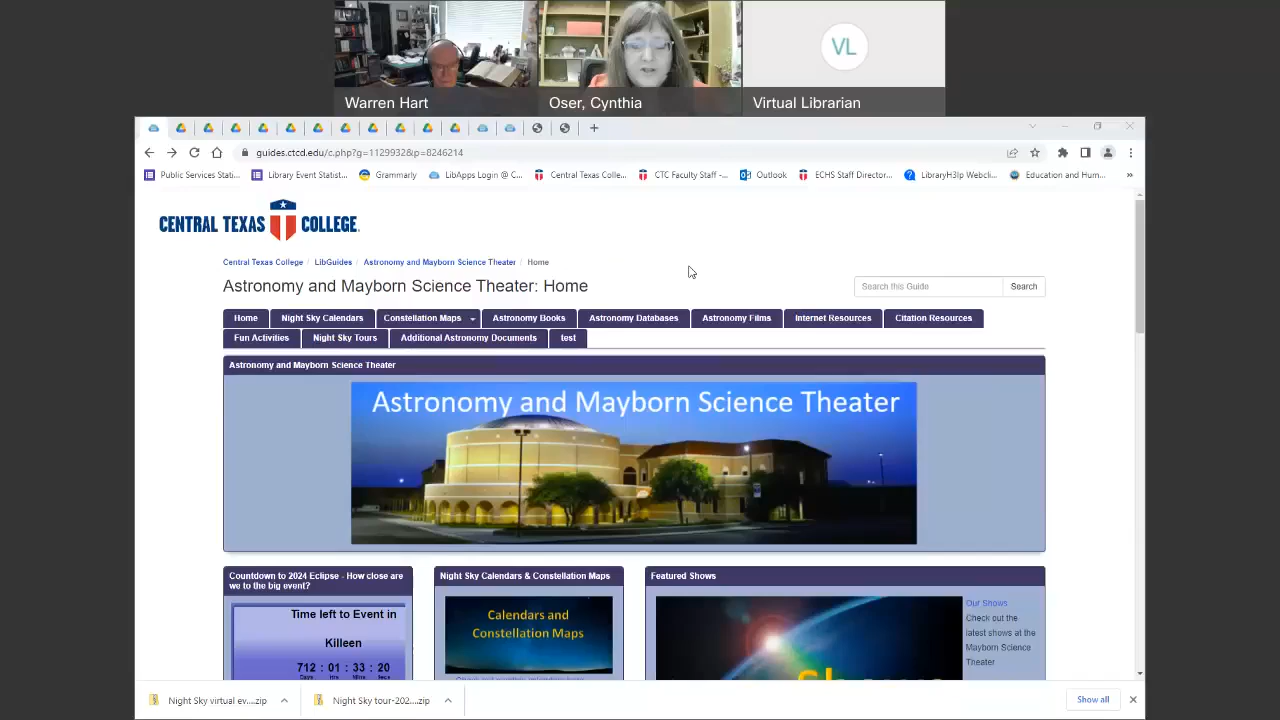 VL
Warren Hart
Oser, Cynthia
Virtual Librarian
guides.ctcd.edu/c.php?g=1129932&p=8246214
Public Services Stati...
Library Event Statist...
Grammarly
LibApps Login @ C...
Central Texas Colle...
CTC Faculty Staff -...
Outlook
ECHS Staff Director...
LibraryH3lp Webcli...
Education and Hum...
»
CENTRAL TEXAS COLLEGE
Central Texas College / LibGuides / Astronomy and Mayborn Science Theater / Home
Astronomy and Mayborn Science Theater: Home
Search this Guide
Search
Home
Night Sky Calendars
Constellation Maps
Astronomy Books
Astronomy Databases
Astronomy Films
Internet Resources
Citation Resources
Fun Activities
Night Sky Tours
Additional Astronomy Documents
test
Astronomy and Mayborn Science Theater
Astronomy and Mayborn Science Theater
Countdown to 2024 Eclipse - How close are
we to the big event?
Time left to Event in
Killeen
712 : 01 : 33 : 20
Night Sky Calendars & Constellation Maps
Calendars and
Constellation Maps
Featured Shows
Our Shows
Check out the
latest shows at the
Mayborn Science
Theater
Night Sky virtual ev....zip
Night Sky tour-202....zip
Show all